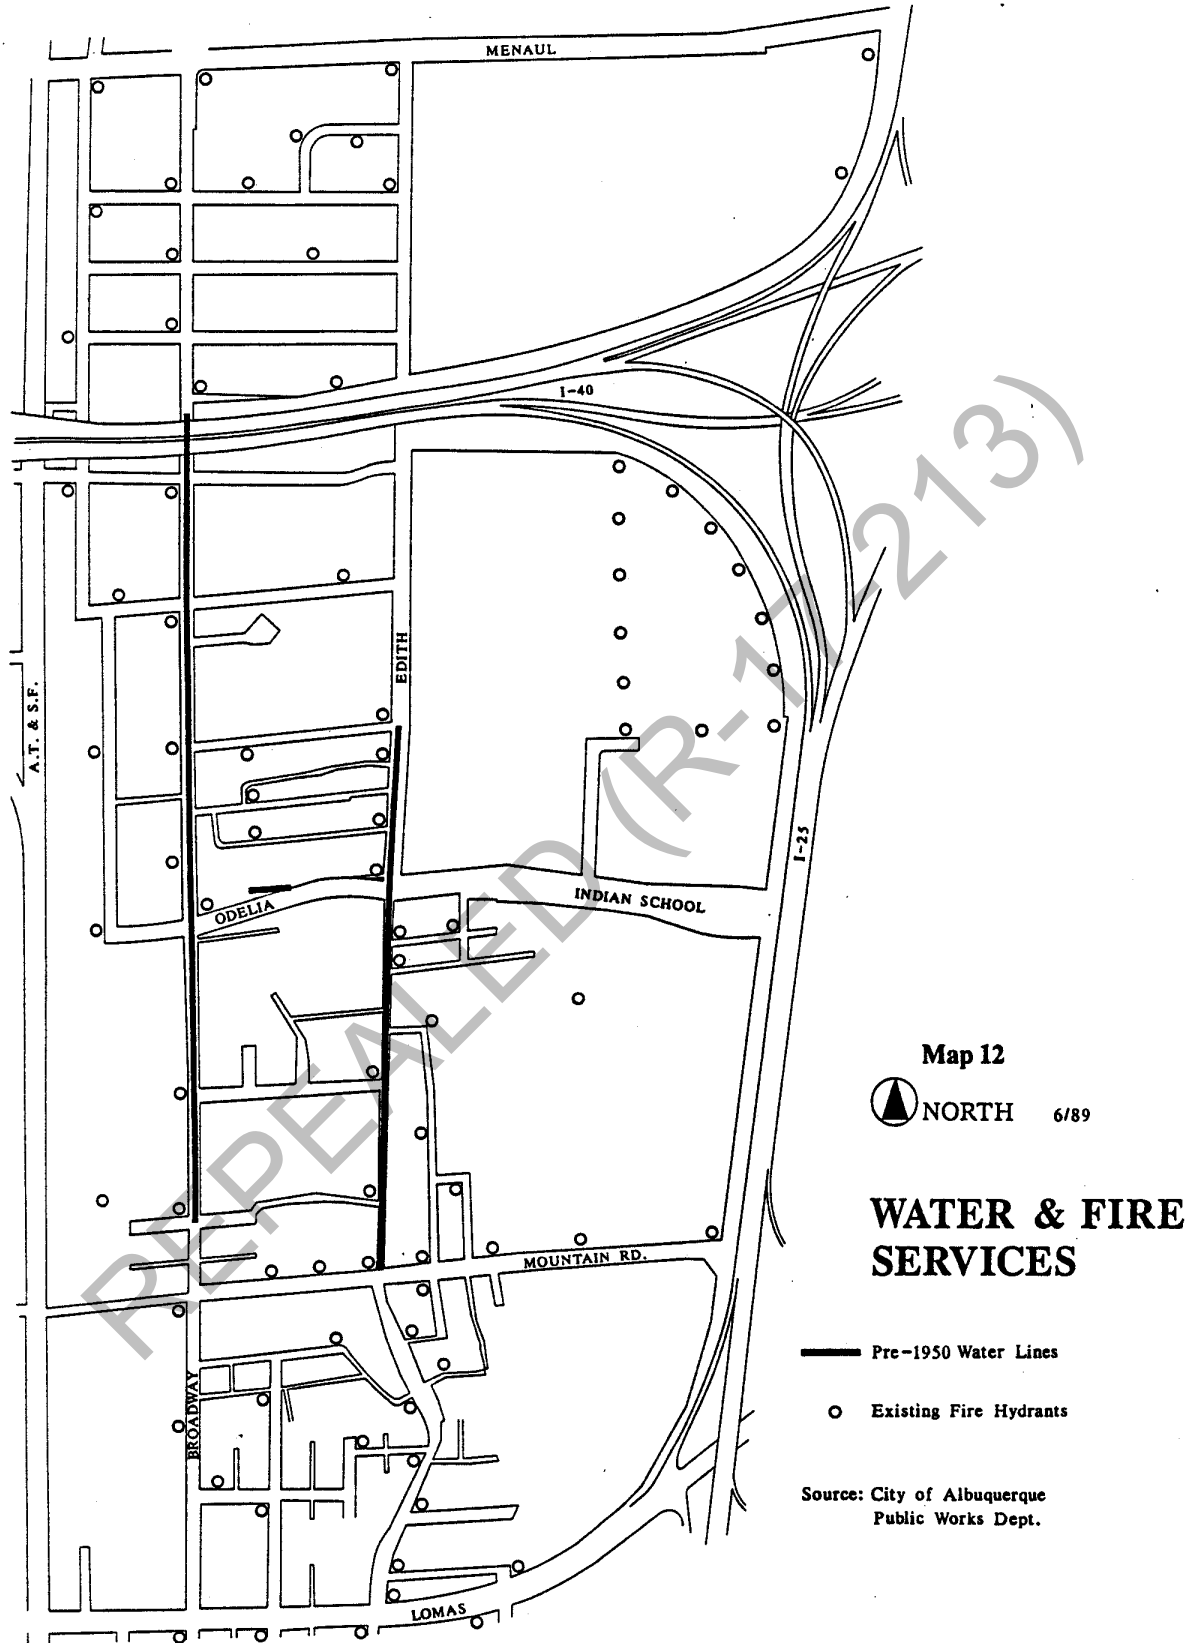 MENAUL
I-40
EDITH
A.T. & S.F.
I-25
ODELIA
INDIAN SCHOOL
REPEALED (R-17-213)
Map 12
NORTH 6/89
WATER & FIRE
SERVICES
MOUNTAIN RD.
Pre-1950 Water Lines
BROADWAY
Existing Fire Hydrants
Source: City of Albuquerque
Public Works Dept.
LOMAS